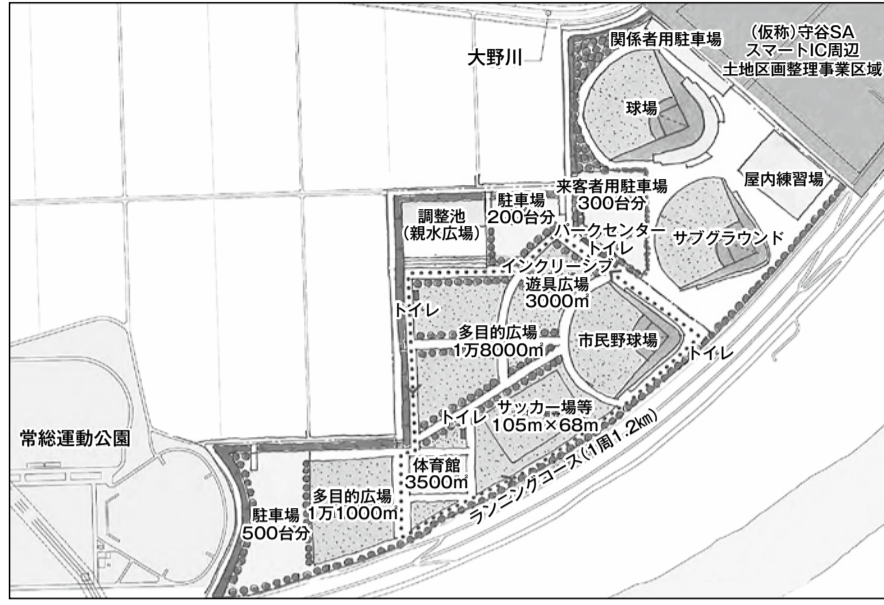 関係者用駐車場
(仮称)守谷SA
スマートIC周辺
土地区画整理事業区域
大野川
球場
屋内練習場
来客者用駐車場
300台分
駐車場
200台分
調整池
(親水広場)
パークセンター
トイレ
サブグラウンド
インクリーシブ
遊具広場
3000㎡
トイレ
多目的広場
1万8000㎡
市民野球場
トイレ
トイレ
サッカー場等
105m×68m
常総運動公園
体育館
3500㎡
ランニングコース(1周1.2㎞)
多目的広場
1万1000㎡
駐車場
500台分